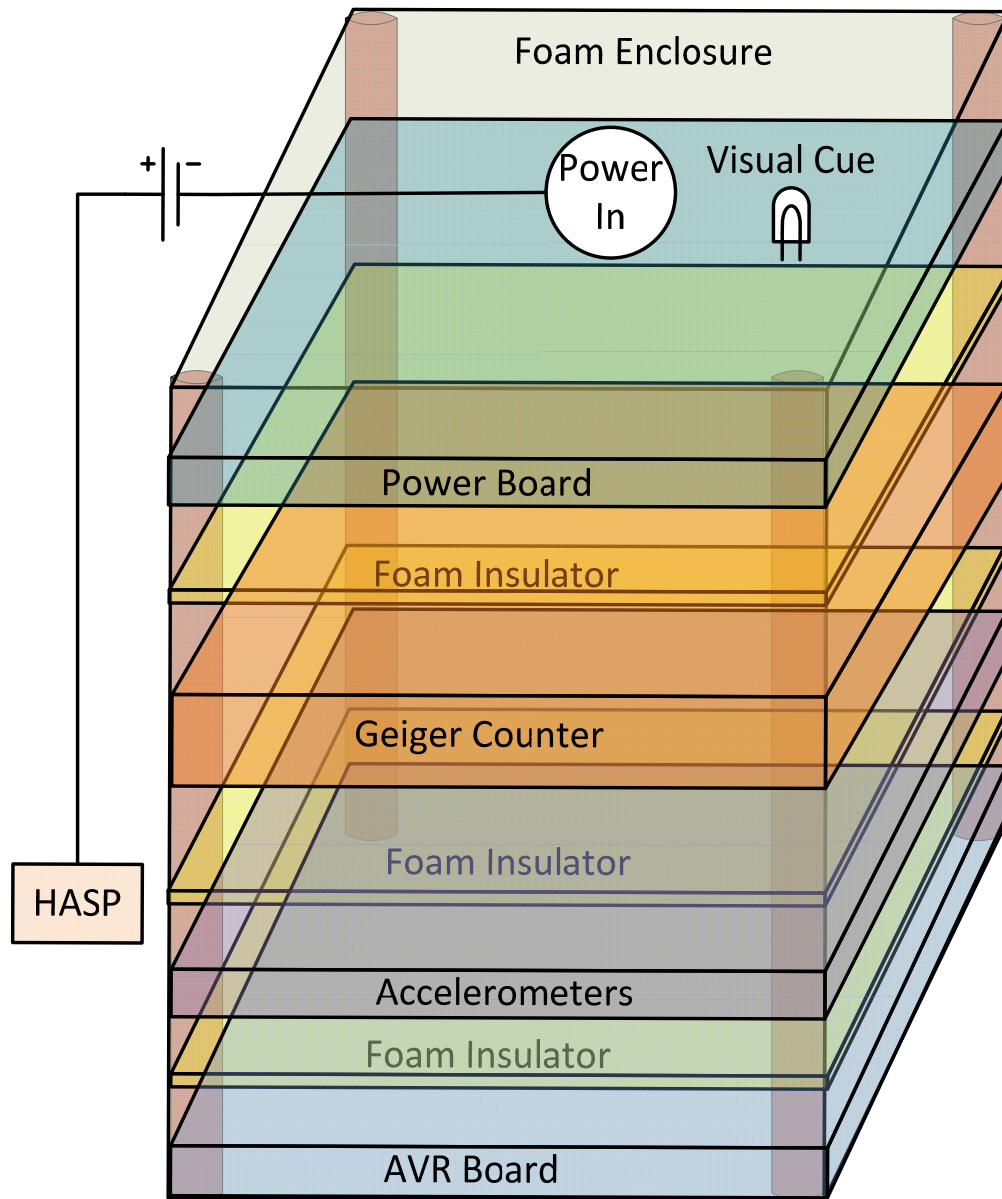 Foam Enclosure
+ −
Power
In
Visual Cue
Power Board
Foam Insulator
Geiger Counter
Foam Insulator
HASP
Accelerometers
Foam Insulator
AVR Board